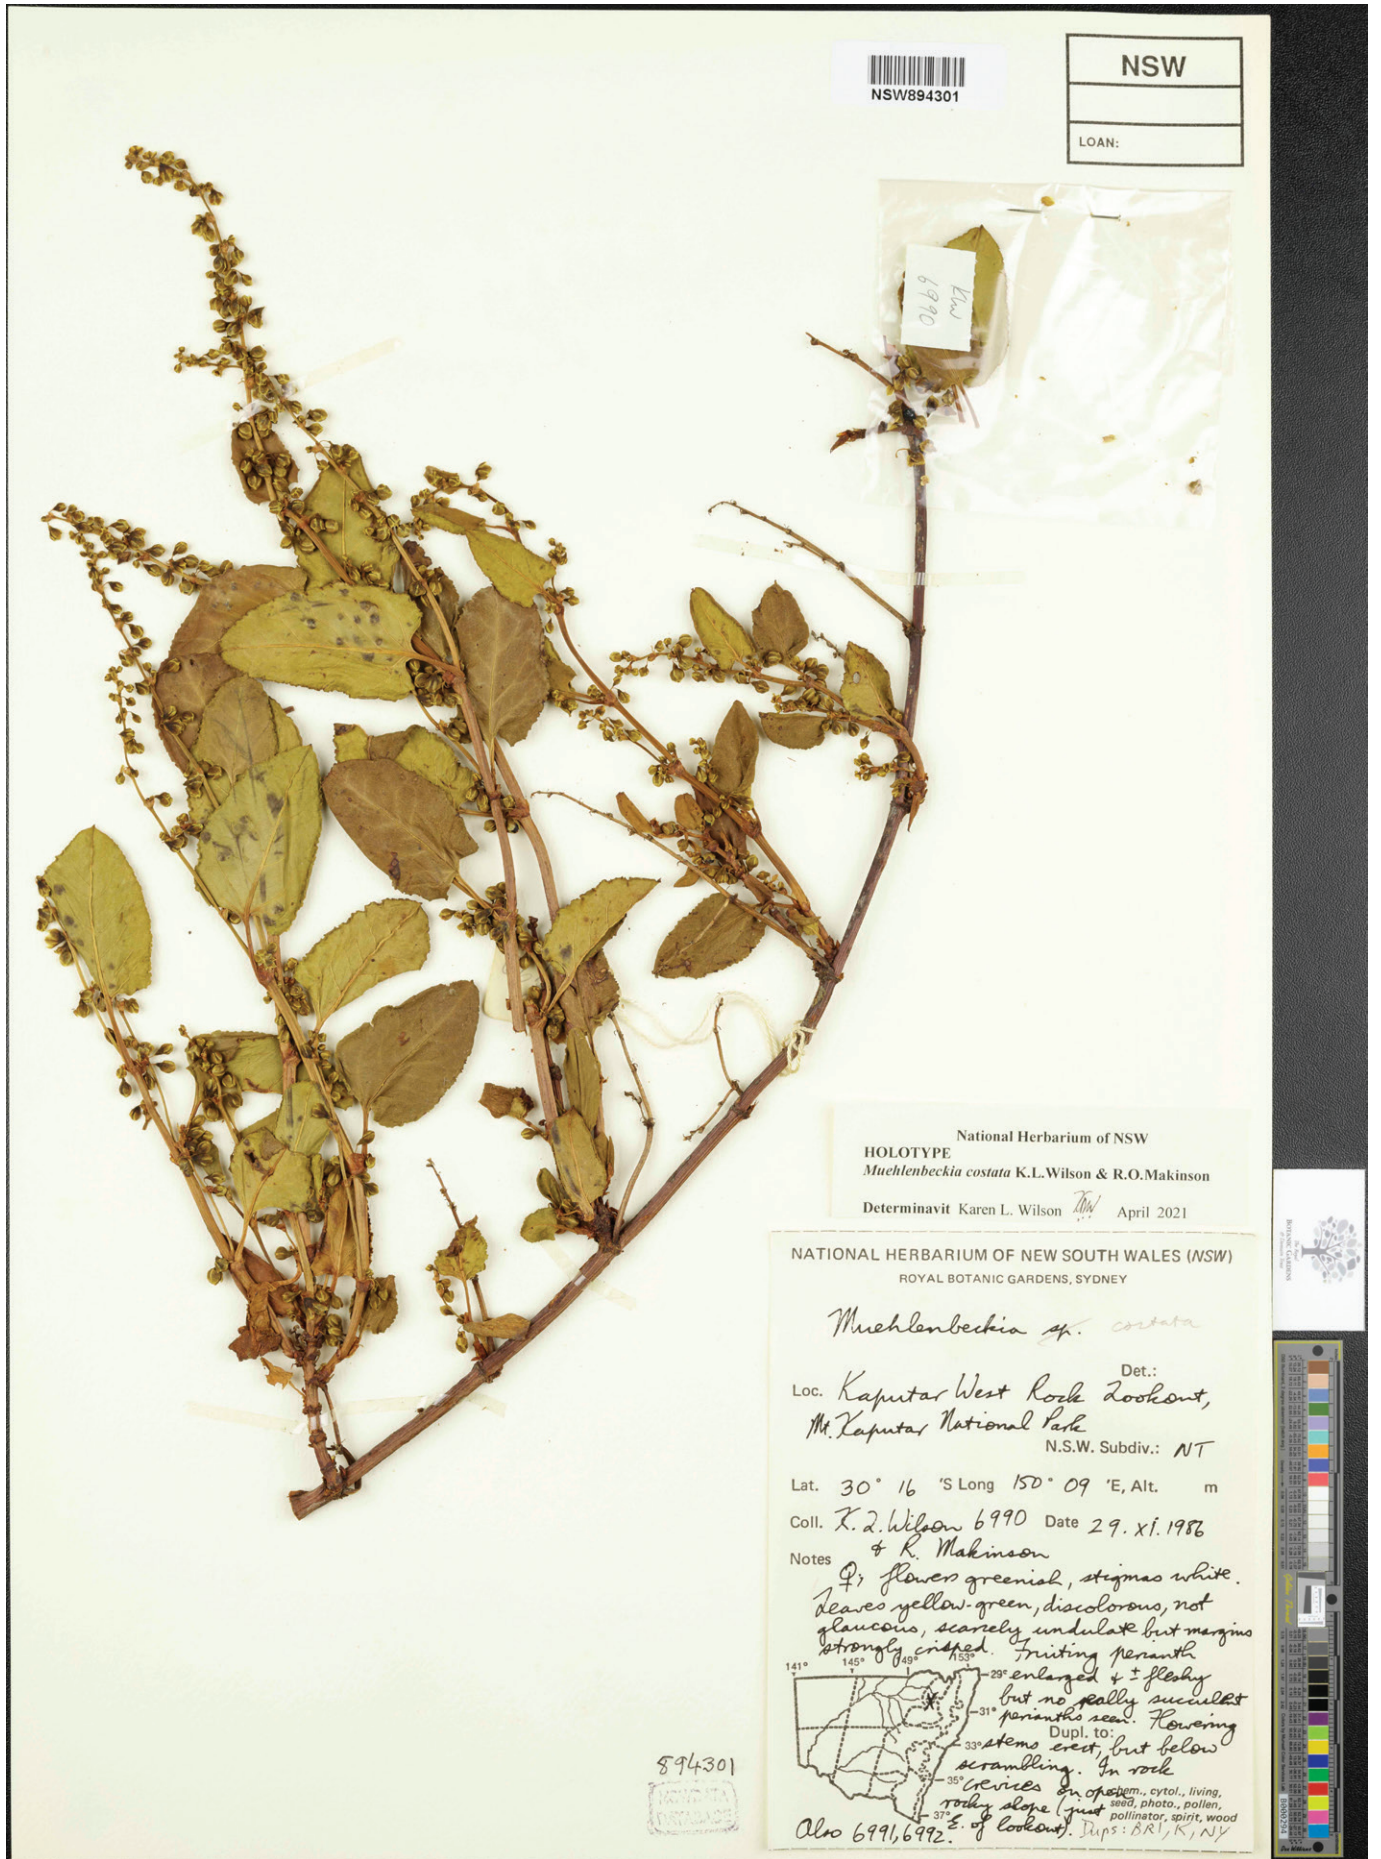 NSW894301
NSW
LOAN:
KW
6990
National Herbarium of NSW
HOLOTYPE
Muehlenbeckia costata K.L.Wilson & R.O.Makinson
Determinavit Karen L. Wilson KLW April 2021
NATIONAL HERBARIUM OF NEW SOUTH WALES (NSW)
ROYAL BOTANIC GARDENS, SYDNEY
Muehlenbeckia sp. costata
Det.:
Loc. Kaputar West Rock Lookout,
Mt. Kaputar National Park
N.S.W. Subdiv.: NT
Lat. 30° 16 'S Long 150° 09 'E, Alt. m
Coll. K.L. Wilson 6990 Date 29.xi.1986
& R. Makinson
Notes ♀; flowers greenish, stigmas white.
Leaves yellow-green, discolorous, not
glaucous, scarcely undulate but margins
strongly crisped. Fruiting perianth
141° 145° 149° 153°
29° enlarged & ± fleshy
but no really succulent
31° perianths seen. Flowering
Dupl. to:
33° stems erect, but below
scrambling. In rock
35° crevices on open chem., cytol., living,
rocky slope (just seed, photo., pollen,
37° E. of lookout). pollinator, spirit, wood
Also 6991, 6992. Dups: BRI, K, NY
894301
BOTANIC GARDENS
B0000294